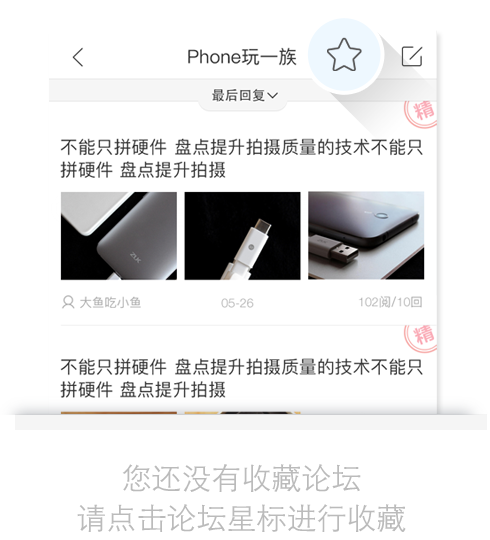 Phone玩一族
最后回复
精
不能只拼硬件 盘点提升拍摄质量的技术不能只
拼硬件 盘点提升拍摄
ZUK
大鱼吃小鱼 05-26 102阅/10回
精
不能只拼硬件 盘点提升拍摄质量的技术不能只
拼硬件 盘点提升拍摄
您还没有收藏论坛
请点击论坛星标进行收藏